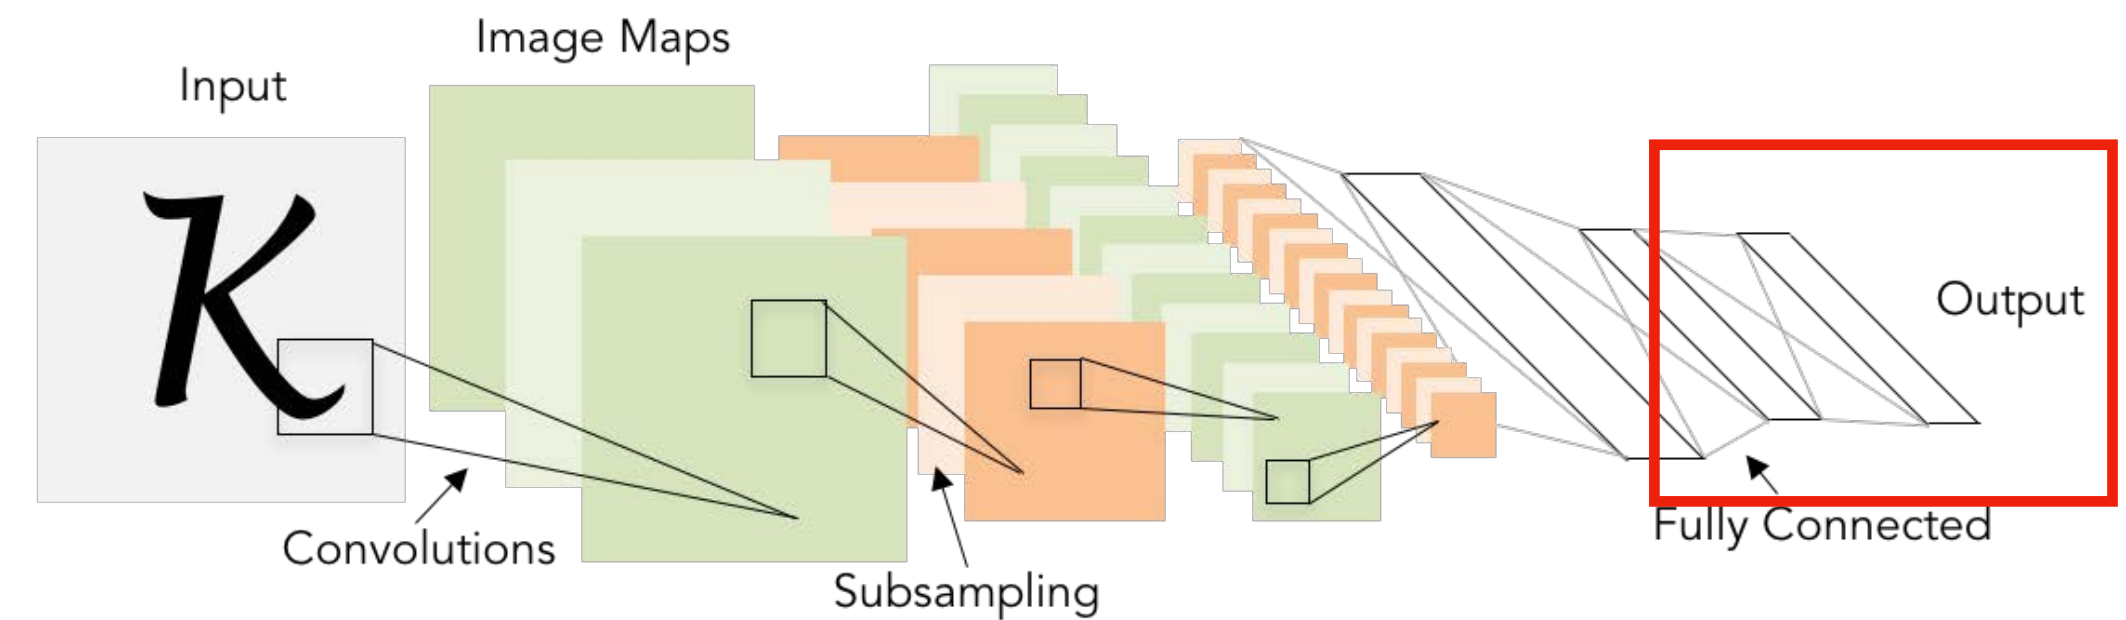 Input
Image Maps
K
Convolutions
Subsampling
Fully Connected
Output